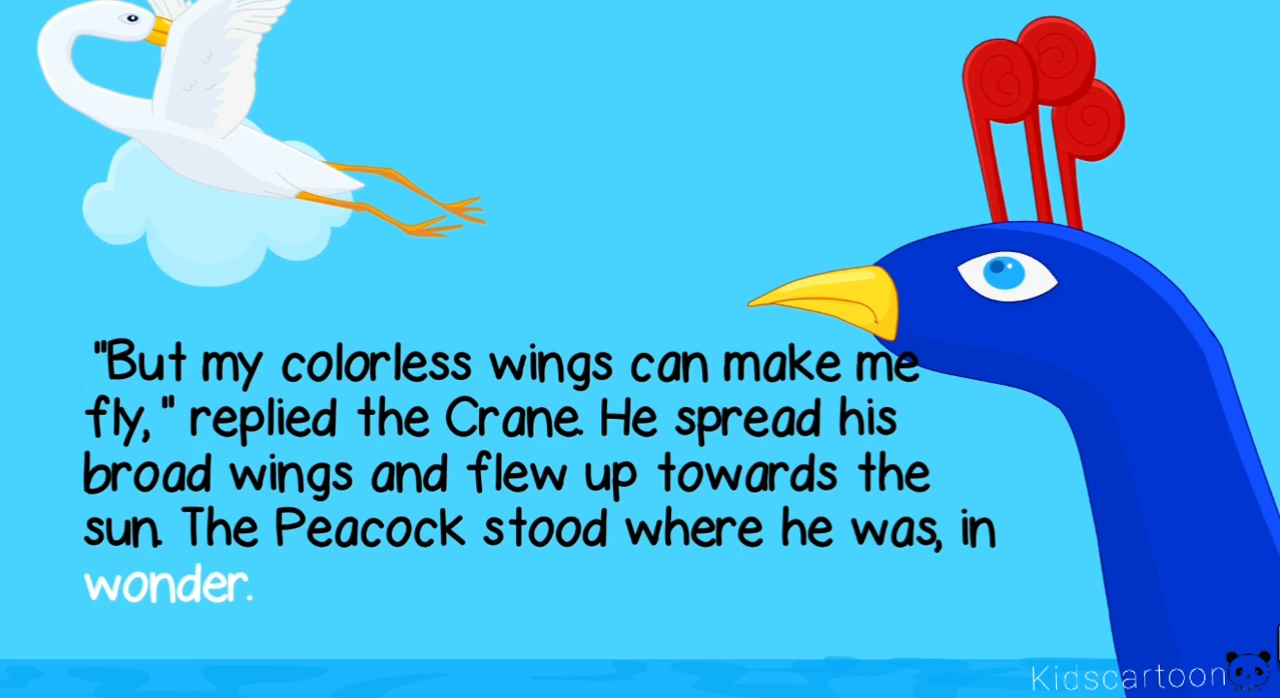 "But my colorless wings can make me
fly," replied the Crane. He spread his
broad wings and flew up towards the
sun. The Peacock stood where he was, in
wonder.
Kidscartoon